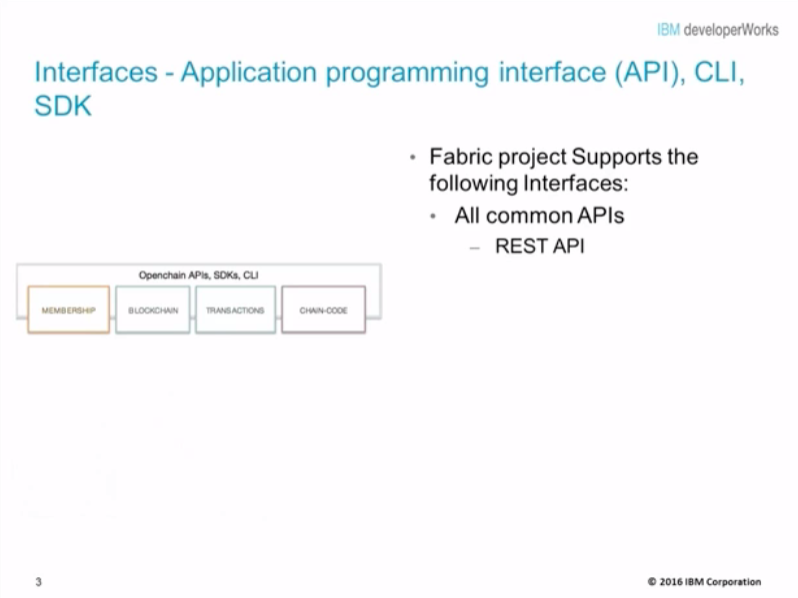 IBM developerWorks
Interfaces - Application programming interface (API), CLI,
SDK
• Fabric project Supports the
following Interfaces:
• All common APIs
– REST API
Openchain APIs, SDKs, CLI
MEMBERSHIP BLOCKCHAIN TRANSACTIONS CHAIN-CODE
3
© 2016 IBM Corporation